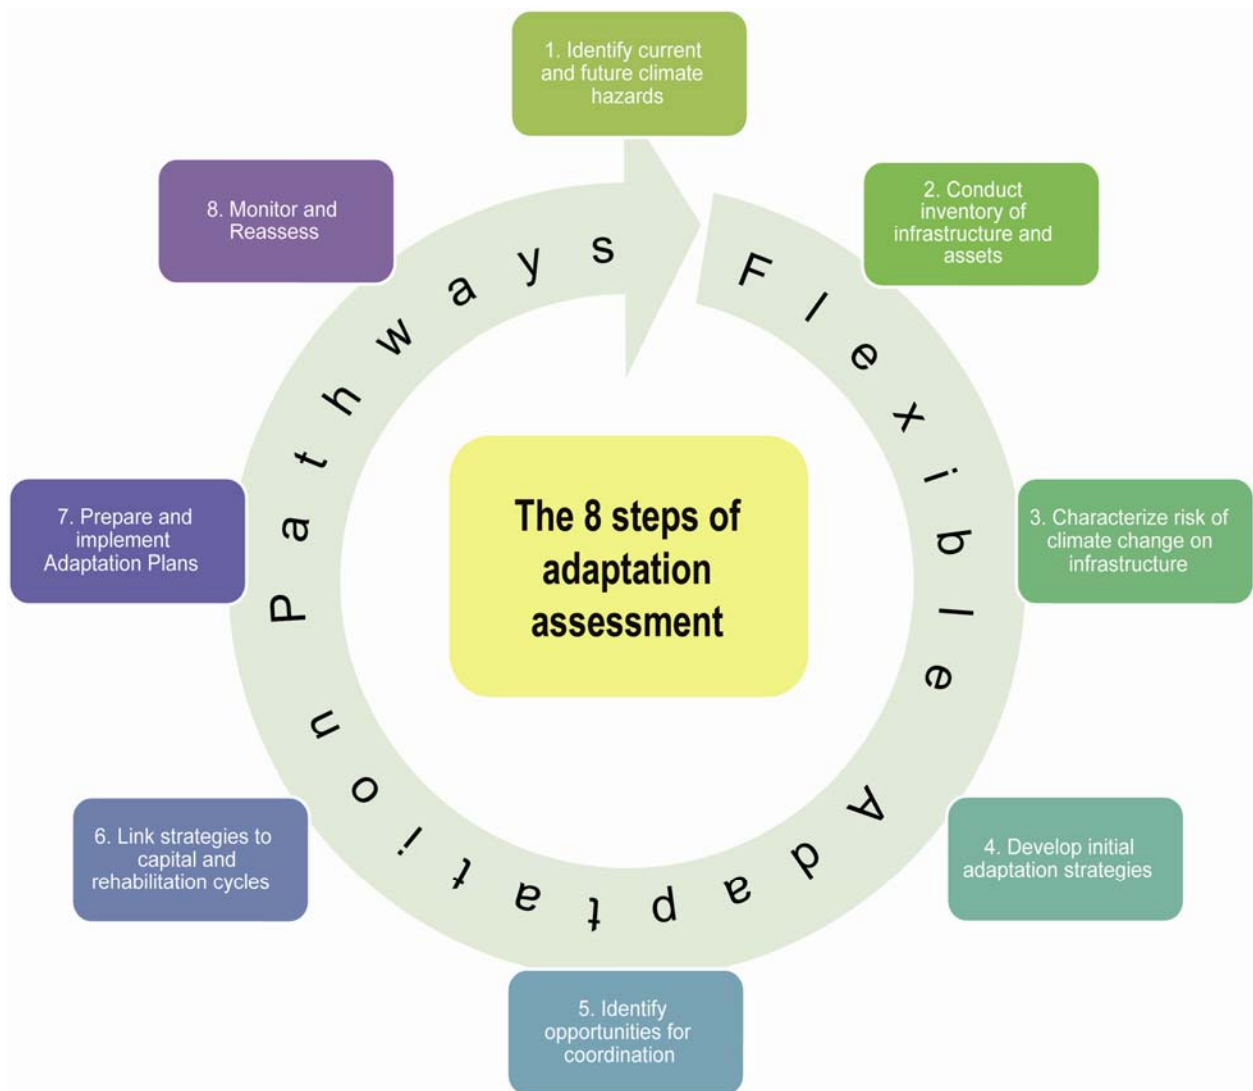 1. Identify current
and future climate
hazards
2. Conduct
inventory of
infrastructure and
assets
3. Characterize risk of
climate change on
infrastructure
4. Develop initial
adaptation strategies
5. Identify
opportunities for
coordination
6. Link strategies to
capital and
rehabilitation cycles
7. Prepare and
implement
Adaptation Plans
8. Monitor and
Reassess
Flexible Adaptation Pathways
The 8 steps of
adaptation
assessment